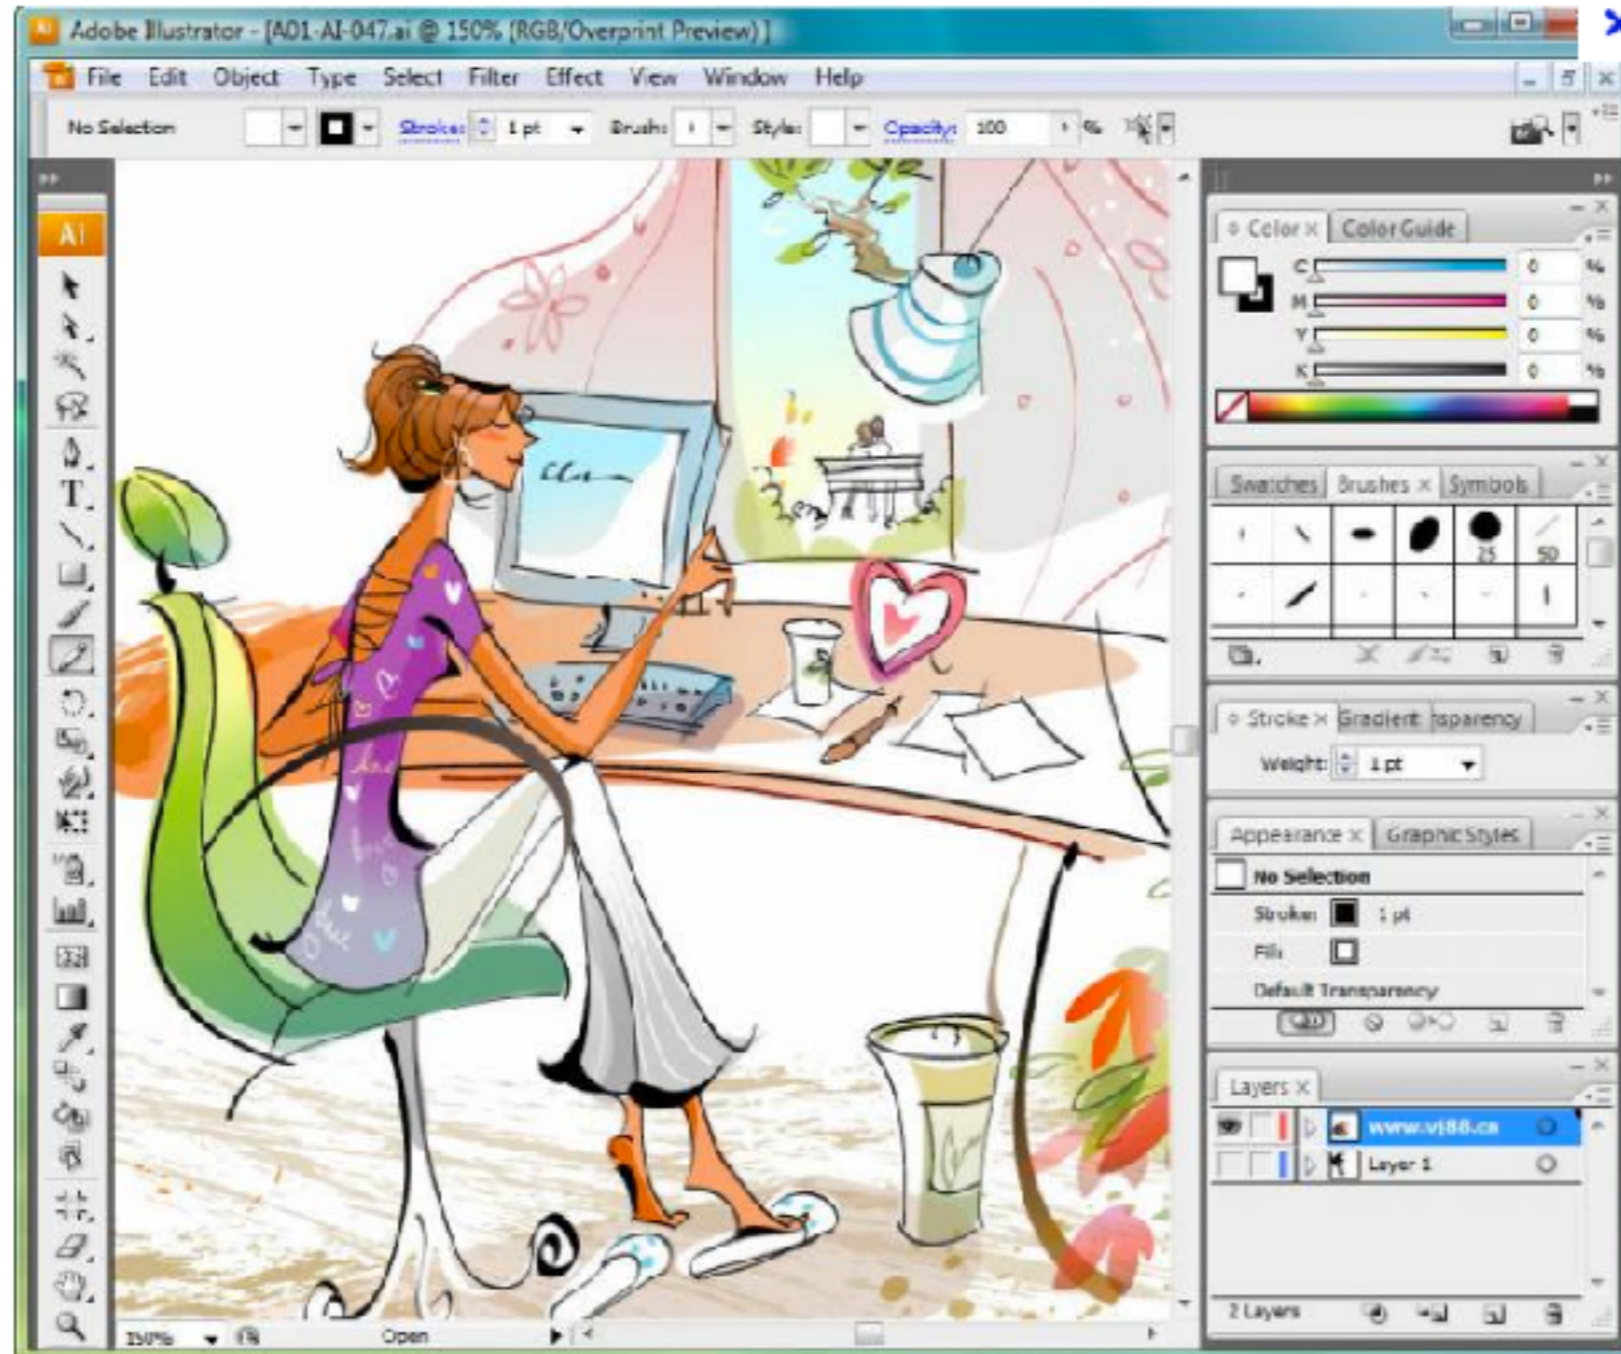 Adobe Illustrator - [A01-AI-047.ai @ 150% (RGB/Overprint Preview) ]
File Edit Object Type Select Filter Effect View Window Help
No Selection Stroke: 1 pt Brush: Style: Opacity: 100 %
Ai
Color × Color Guide
C 0 %
M 0 %
Y 0 %
K 0 %
Swatches Brushes × Symbols
25 50
Stroke × Gradient nsparency
Weight: 1 pt
Appearance × Graphic Styles
No Selection
Stroke: 1 pt
Fill:
Default Transparency
Layers ×
www.vj88.cn
Layer 1
2 Layers
T
love
150% Open